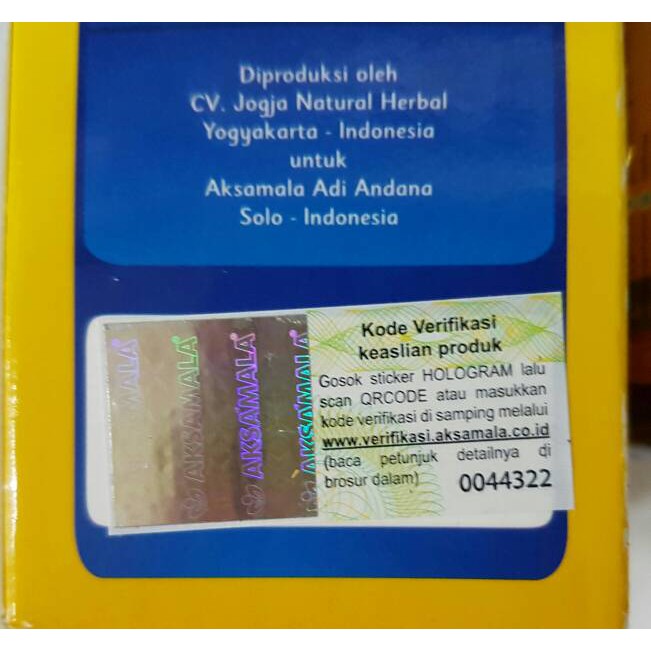 Diproduksi oleh
CV. Jogja Natural Herbal
Yogyakarta - Indonesia
untuk
Aksamala Adi Andana
Solo - Indonesia
AKSAMALA
AKSAMALA
AKSAMALA
Kode Verifikasi
keaslian produk
Gosok sticker HOLOGRAM lalu
scan QRCODE atau masukkan
kode verifikasi di samping melalui
www.verifikasi.aksamala.co.id
(baca petunjuk detailnya di
brosur dalam) 0044322